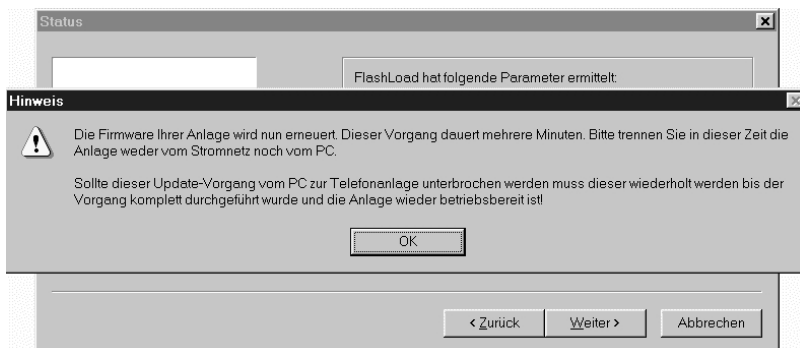 Status
FlashLoad hat folgende Parameter ermittelt:
Hinweis
Die Firmware Ihrer Anlage wird nun erneuert. Dieser Vorgang dauert mehrere Minuten. Bitte trennen Sie in dieser Zeit die
Anlage weder vom Stromnetz noch vom PC.
Sollte dieser Update-Vorgang vom PC zur Telefonanlage unterbrochen werden muss dieser wiederholt werden bis der
Vorgang komplett durchgeführt wurde und die Anlage wieder betriebsbereit ist!
OK
< Zurück Weiter > Abbrechen